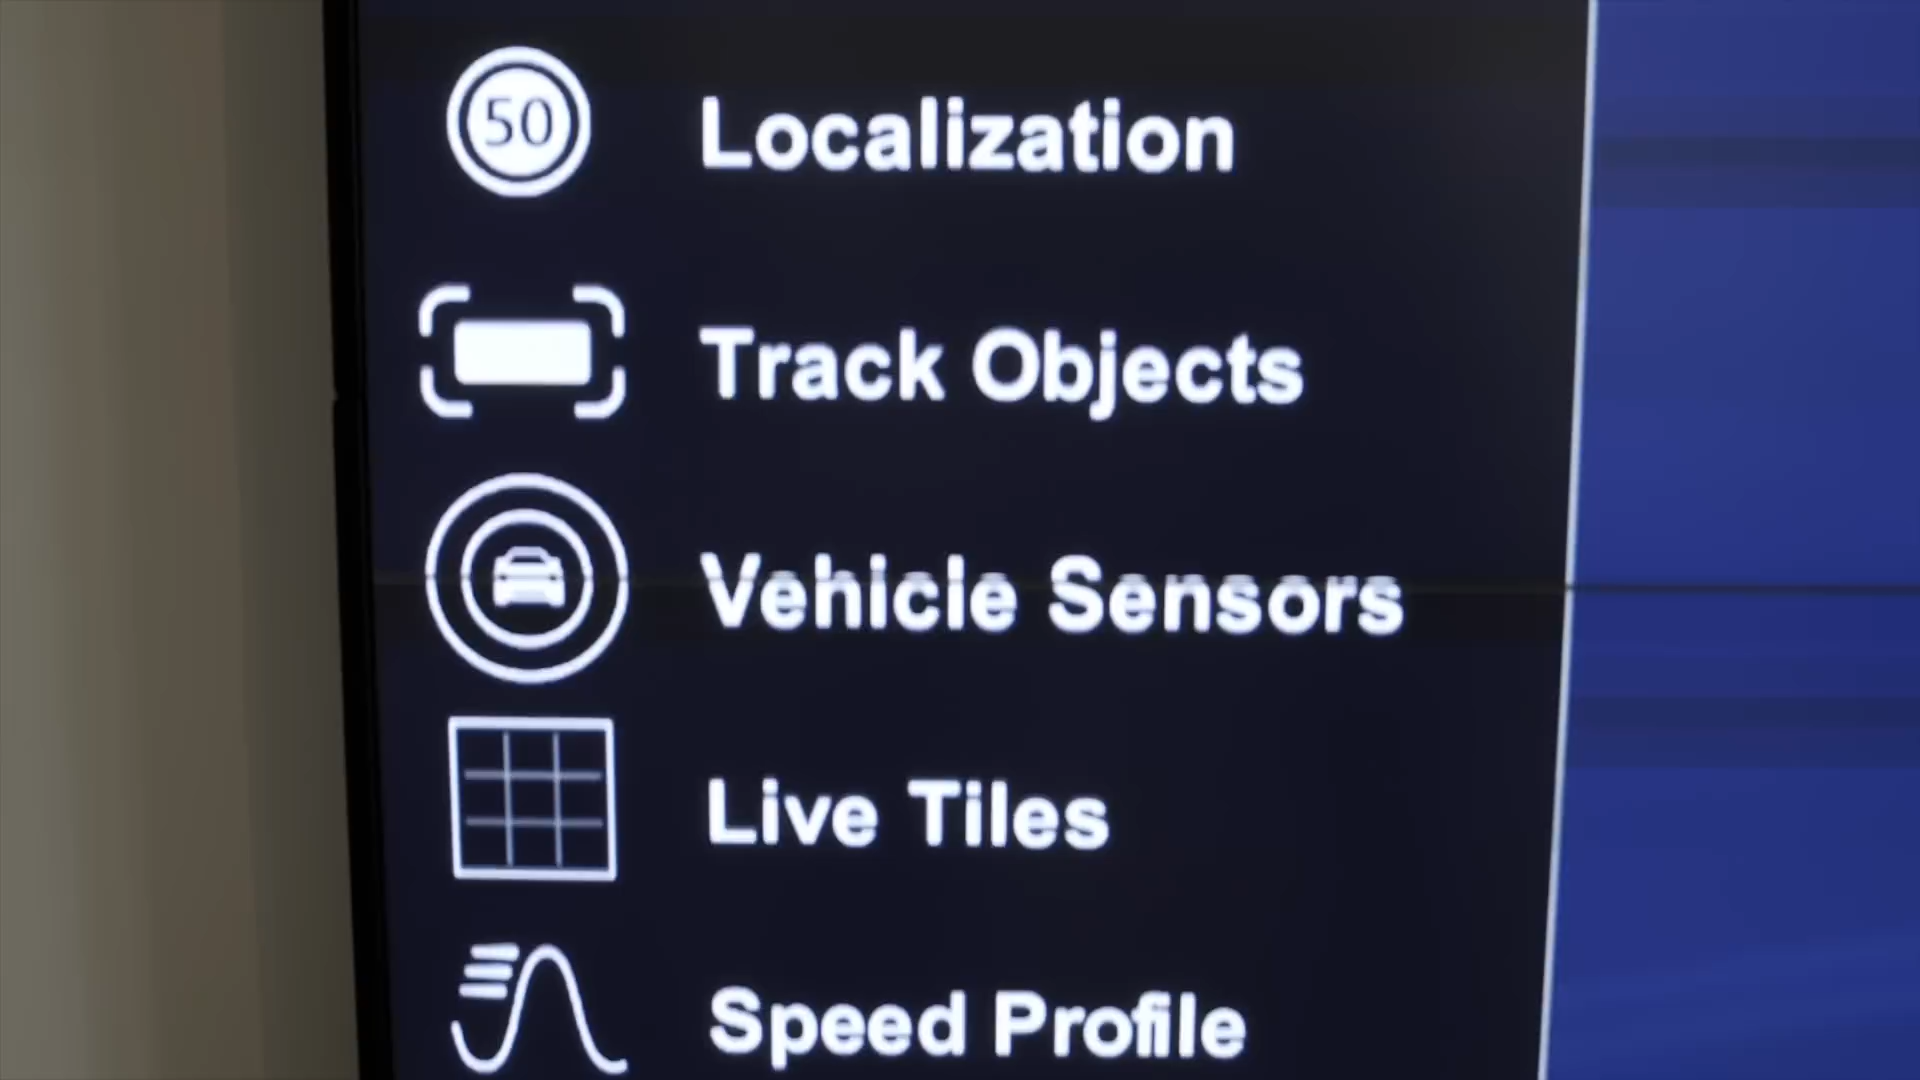 50 Localization
Track Objects
Vehicle Sensors
Live Tiles
Speed Profile